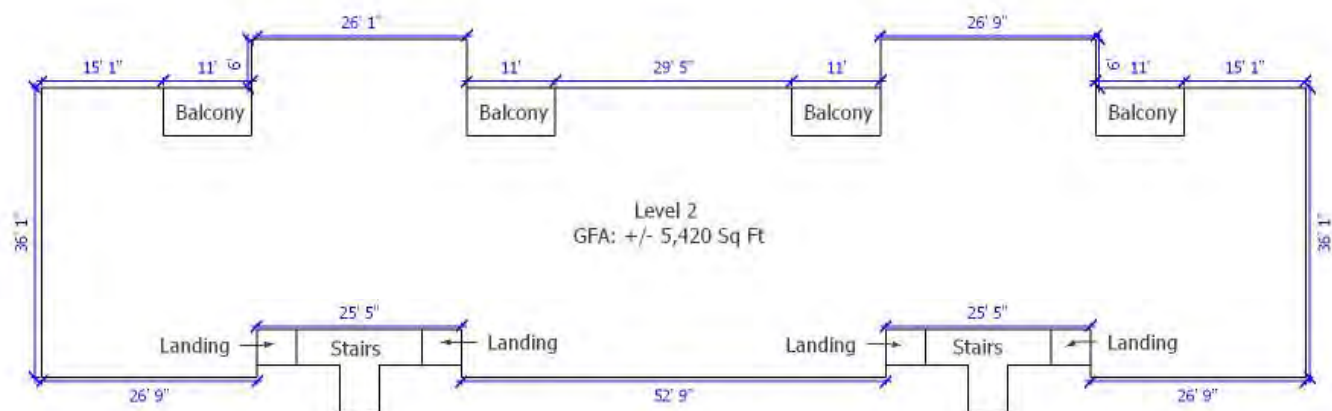 26' 1"
26' 9"
15' 1"
11'
6'
11'
29' 5"
11'
6'
11'
15' 1"
Balcony
Balcony
Balcony
Balcony
36' 1"
Level 2
GFA: +/- 5,420 Sq Ft
36' 1"
25' 5"
25' 5"
Landing
Stairs
Landing
Landing
Stairs
Landing
26' 9"
52' 9"
26' 9"